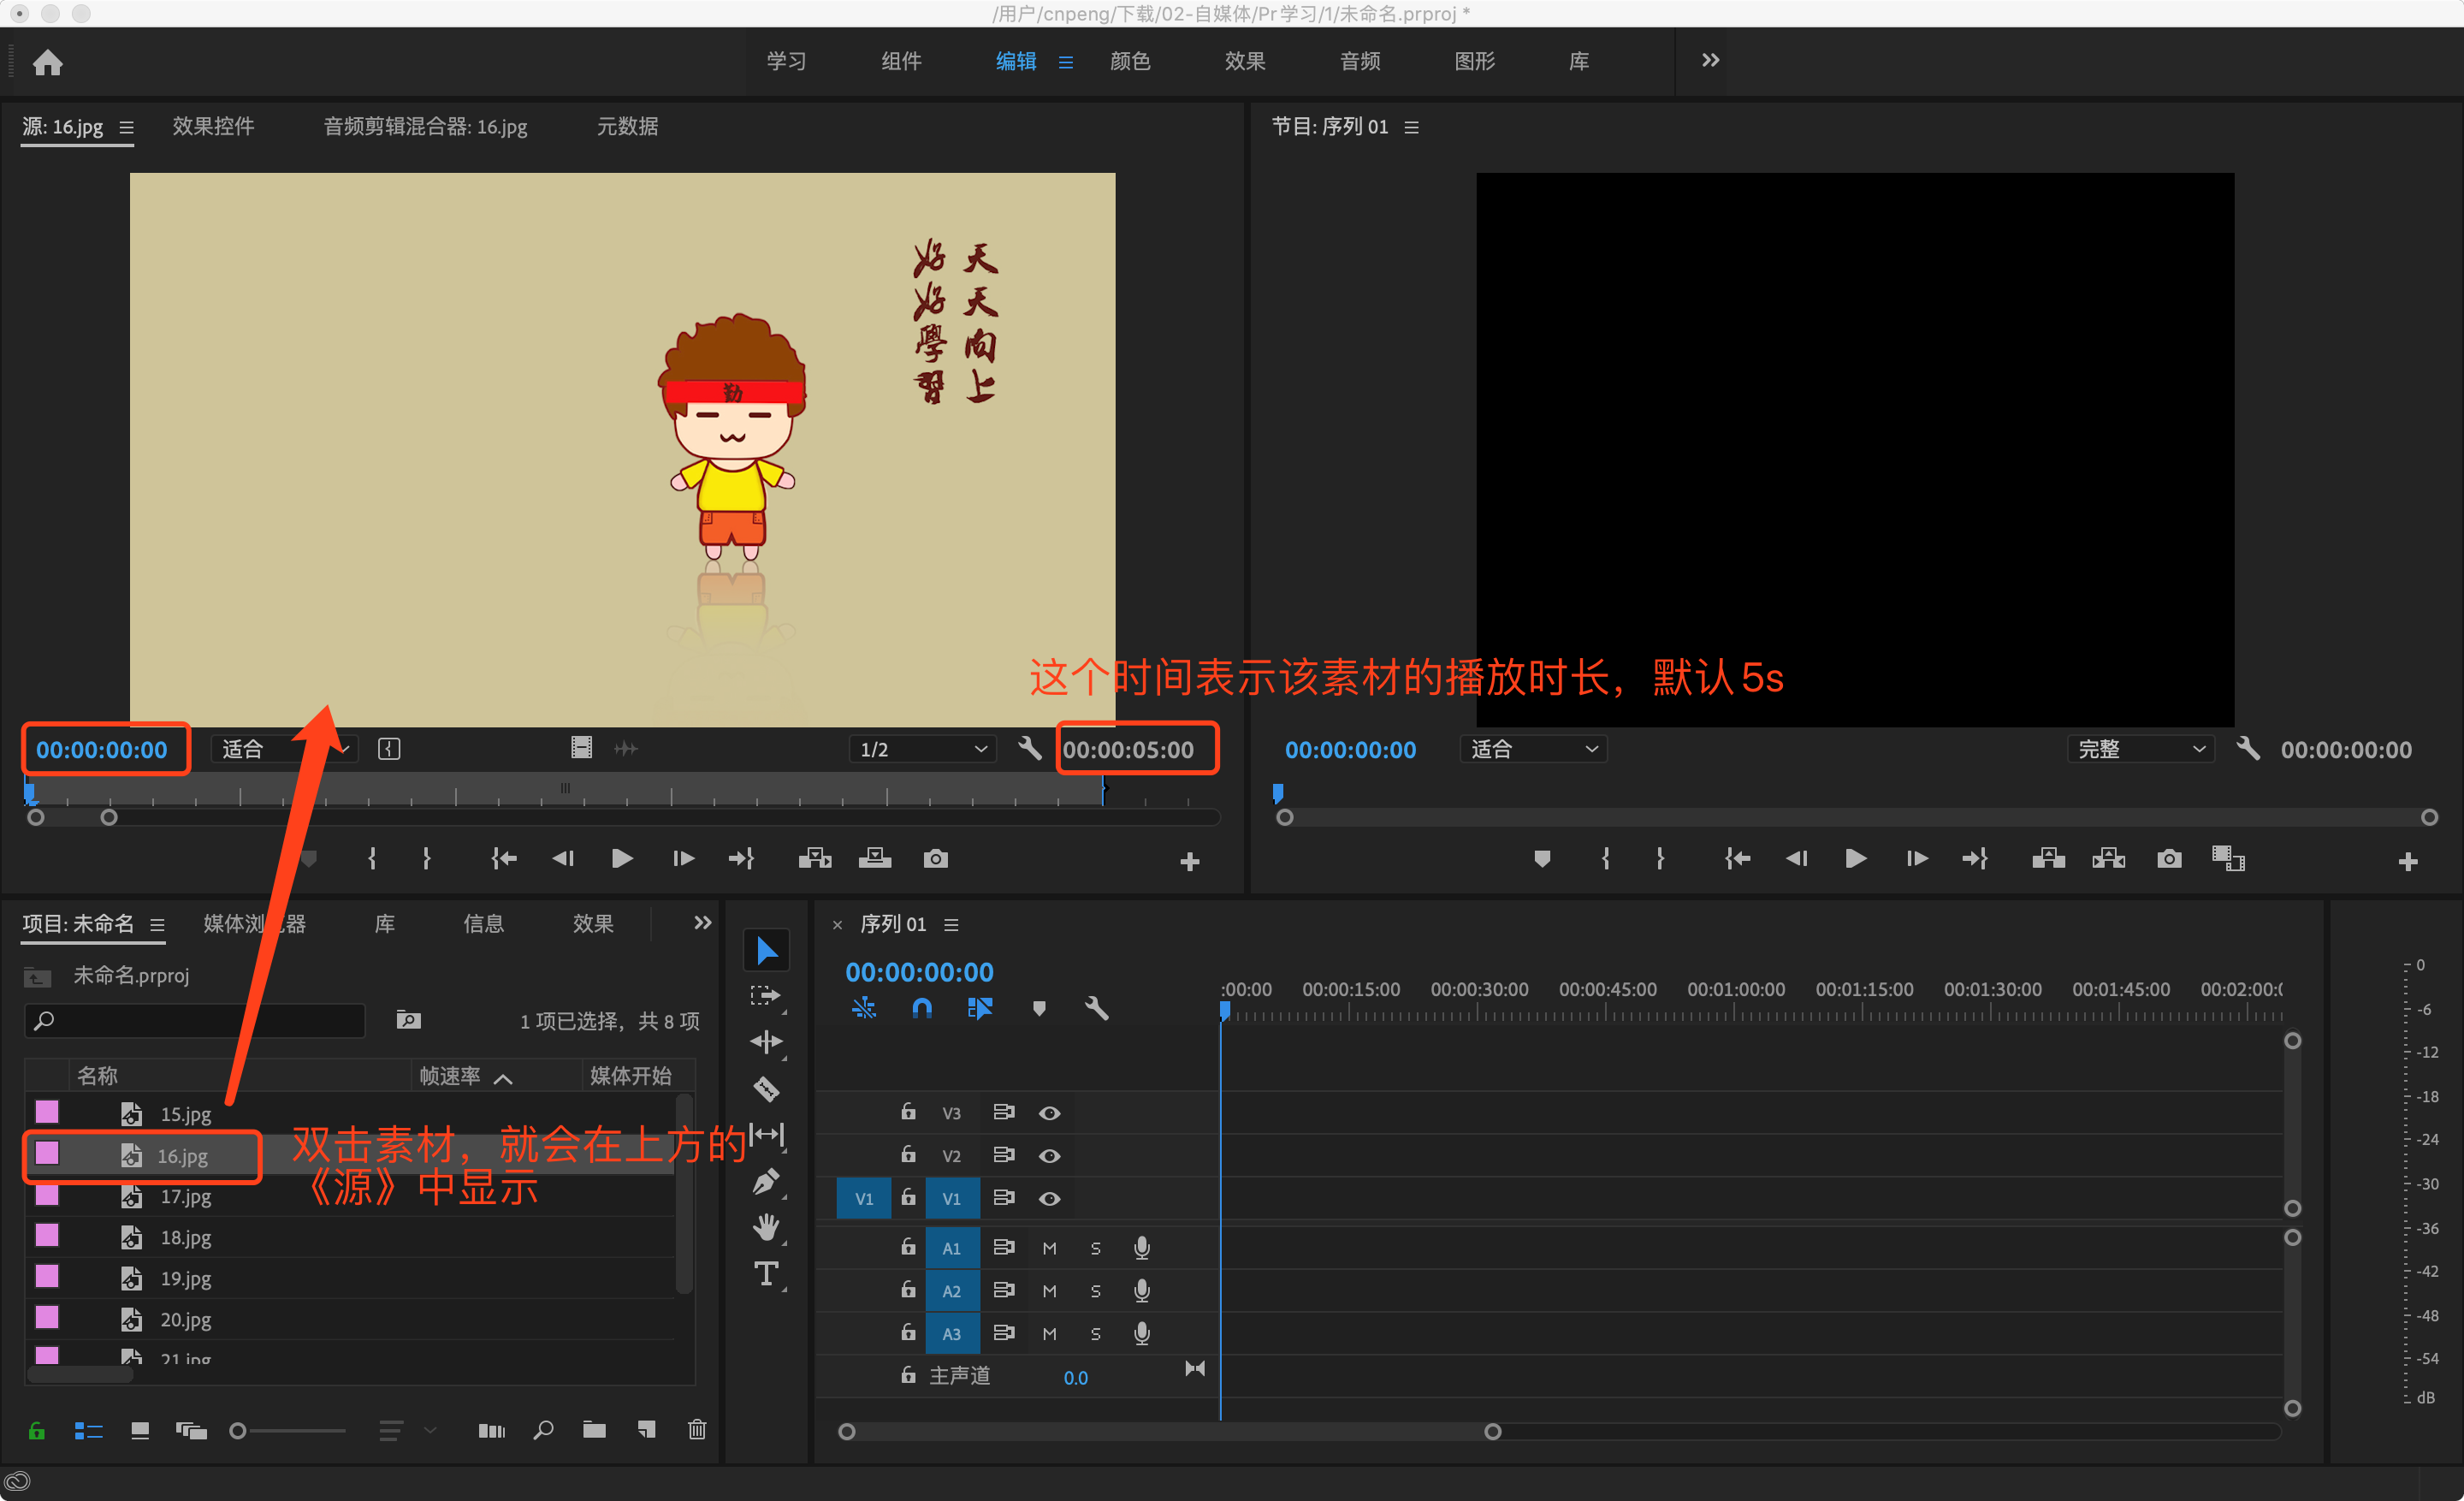 /用户/cnpeng/下载/02-自媒体/Pr 学习/1/未命名.prproj *
学习 组件 编辑 颜色 效果 音频 图形 库
源: 16.jpg 效果控件 音频剪辑混合器: 16.jpg 元数据
节目: 序列 01
天天向上
好好學習
勤
这个时间表示该素材的播放时长，默认5s
00:00:00:00 适合 1/2 00:00:05:00
00:00:00:00 适合 完整 00:00:00:00
项目: 未命名 媒体浏览器 库 信息 效果
未命名.prproj
1 项已选择，共 8 项
名称 帧速率 媒体开始
15.jpg
16.jpg
17.jpg
18.jpg
19.jpg
20.jpg
21.jpg
双击素材，就会在上方的
《源》中显示
× 序列 01
00:00:00:00
:00:00 00:00:15:00 00:00:30:00 00:00:45:00 00:01:00:00 00:01:15:00 00:01:30:00 00:01:45:00 00:02:00:0
V3
V2
V1 V1
A1 M S
A2 M S
A3 M S
主声道 0.0
0
-6
-12
-18
-24
-30
-36
-42
-48
-54
dB